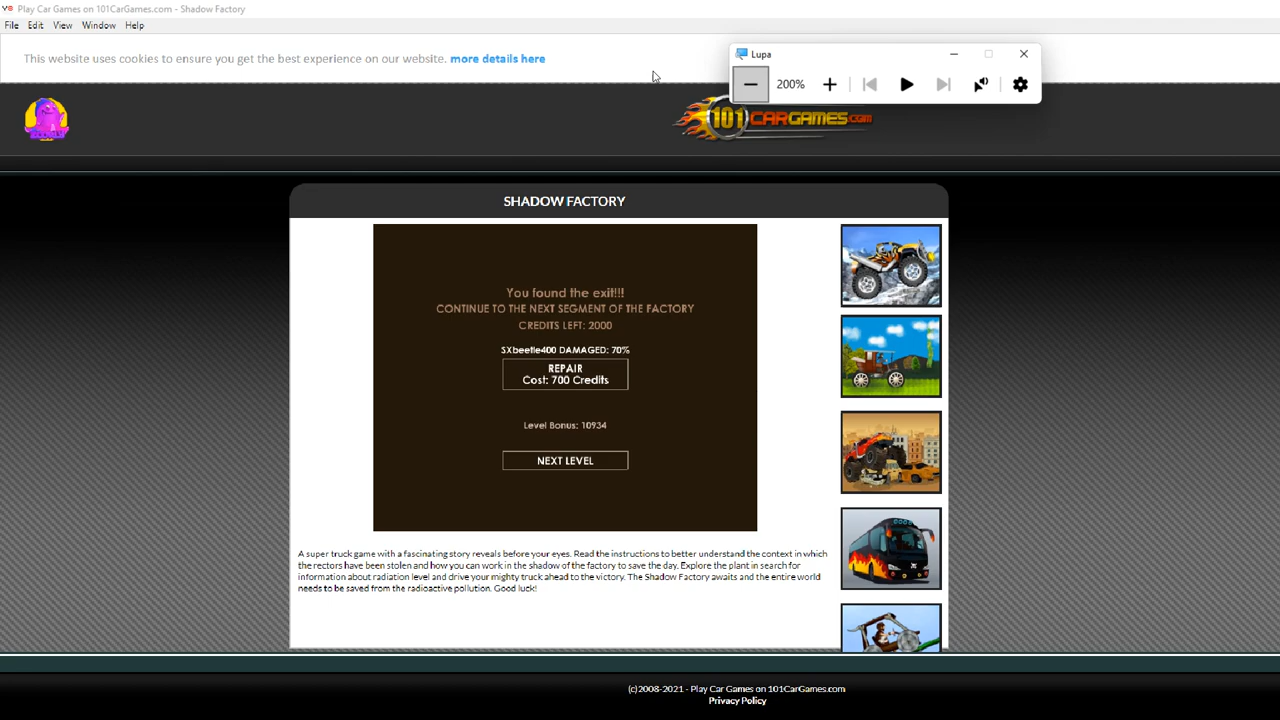 Play Car Games on 101CarGames.com - Shadow Factory
File Edit View Window Help
This website uses cookies to ensure you get the best experience on our website. more details here
Lupa
200%
101CARGAMES.COM
SHADOW FACTORY
You found the exit!!!
CONTINUE TO THE NEXT SEGMENT OF THE FACTORY
CREDITS LEFT: 2000
SXbeetle400 DAMAGED: 70%
REPAIR
Cost: 700 Credits
Level Bonus: 10934
NEXT LEVEL
A super truck game with a fascinating story reveals before your eyes. Read the instructions to better understand the context in which
the rectors have been stolen and how you can work in the shadow of the factory to save the day. Explore the plant in search for
information about radiation level and drive your mighty truck ahead to the victory. The Shadow Factory awaits and the entire world
needs to be saved from the radioactive pollution. Good luck!
(c)2008-2021 - Play Car Games on 101CarGames.com
Privacy Policy